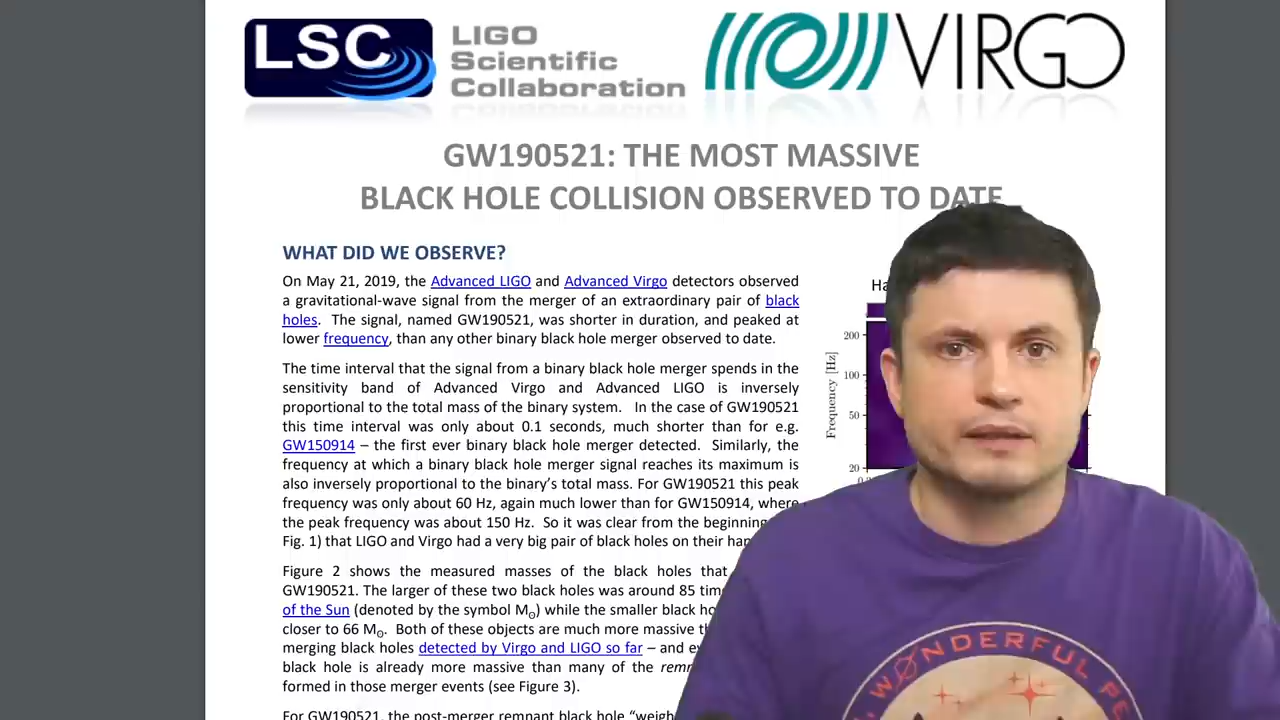 LSC LIGO
Scientific
Collaboration
VIRGO
GW190521: THE MOST MASSIVE
BLACK HOLE COLLISION OBSERVED TO DATE
WHAT DID WE OBSERVE?
On May 21, 2019, the Advanced LIGO and Advanced Virgo detectors observed
a gravitational-wave signal from the merger of an extraordinary pair of black
holes. The signal, named GW190521, was shorter in duration, and peaked at
lower frequency, than any other binary black hole merger observed to date.
The time interval that the signal from a binary black hole merger spends in the
sensitivity band of Advanced Virgo and Advanced LIGO is inversely
proportional to the total mass of the binary system. In the case of GW190521
this time interval was only about 0.1 seconds, much shorter than for e.g.
GW150914 – the first ever binary black hole merger detected. Similarly, the
frequency at which a binary black hole merger signal reaches its maximum is
also inversely proportional to the binary's total mass. For GW190521 this peak
frequency was only about 60 Hz, again much lower than for GW150914, where
the peak frequency was about 150 Hz. So it was clear from the beginning
Fig. 1) that LIGO and Virgo had a very big pair of black holes on their
Figure 2 shows the measured masses of the black holes that
GW190521. The larger of these two black holes was around 85
of the Sun (denoted by the symbol M⊙) while the smaller black
closer to 66 M⊙. Both of these objects are much more massive
merging black holes detected by Virgo and LIGO so far – and
black hole is already more massive than many of the
formed in those merger events (see Figure 3).
For GW190521, the post-merger remnant black hole
Frequency [Hz]
200
100
50
20
WØNDERFUL